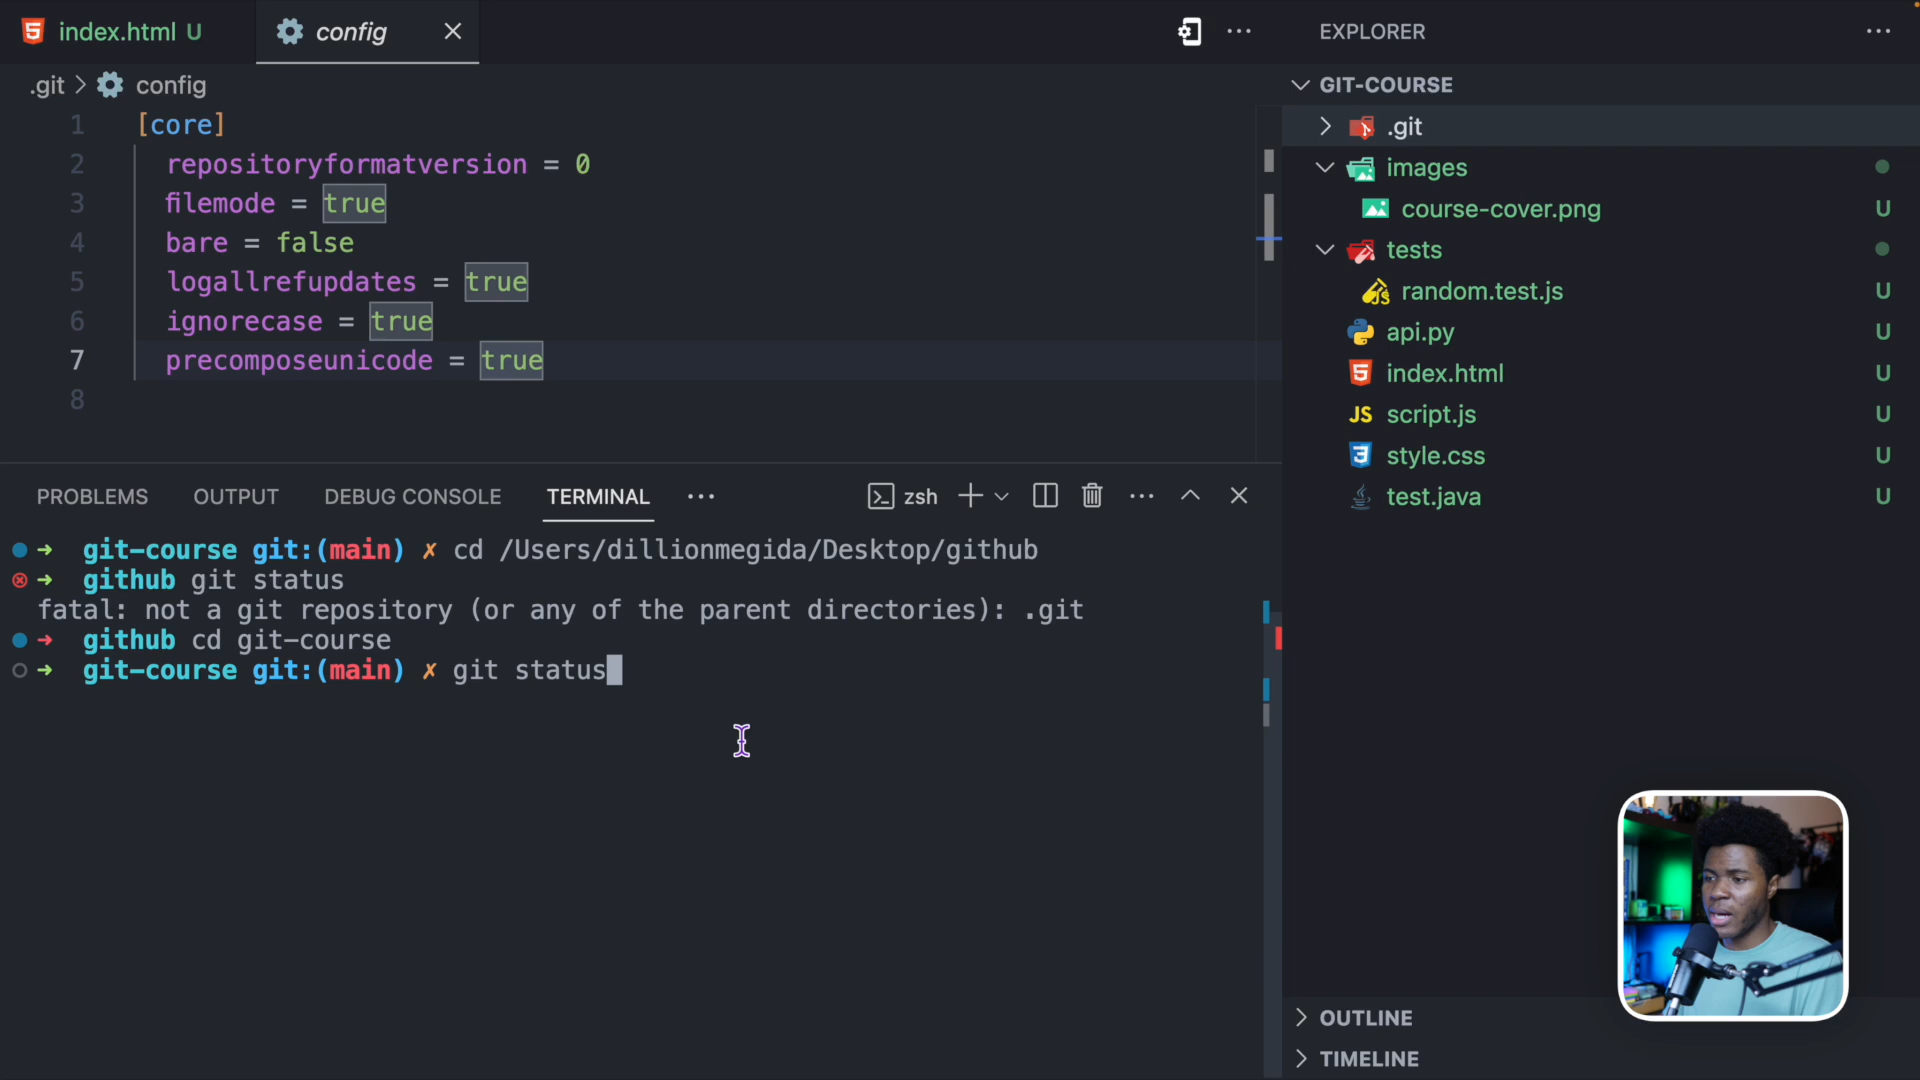 index.html U
config
.git > config
1 [core]
2 repositoryformatversion = 0
3 filemode = true
4 bare = false
5 logallrefupdates = true
6 ignorecase = true
7 precomposeunicode = true
8
PROBLEMS OUTPUT DEBUG CONSOLE TERMINAL ··· zsh
➜ git-course git:(main) ✗ cd /Users/dillionmegida/Desktop/github
➜ github git status
fatal: not a git repository (or any of the parent directories): .git
➜ github cd git-course
➜ git-course git:(main) ✗ git status
EXPLORER
GIT-COURSE
.git
images
course-cover.png U
tests
random.test.js U
api.py U
index.html U
JS script.js U
style.css U
test.java U
OUTLINE
TIMELINE